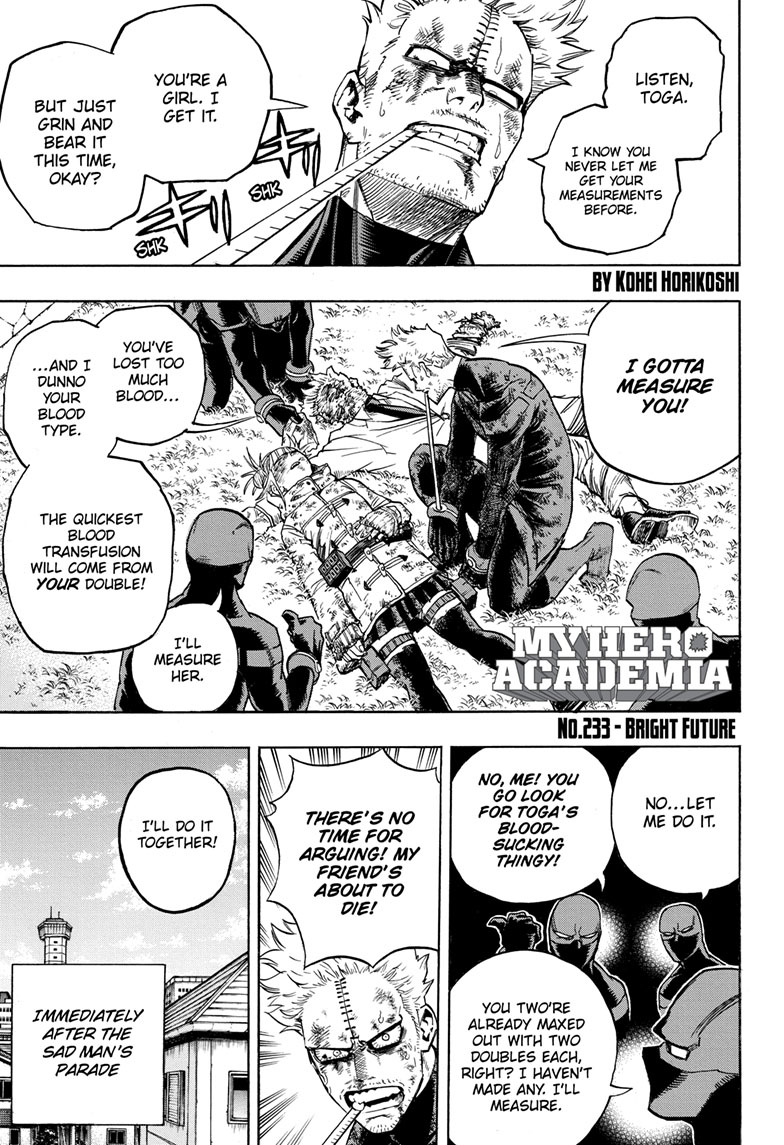 LISTEN,
TOGA.
I KNOW YOU
NEVER LET ME
GET YOUR
MEASUREMENTS
BEFORE.
YOU'RE A
GIRL. I
GET IT.
BUT JUST
GRIN AND
BEAR IT
THIS TIME,
OKAY?
SHK
SHK
BY KOHEI HORIKOSHI
I GOTTA
MEASURE
YOU!
YOU'VE
LOST TOO
MUCH
BLOOD...
...AND I
DUNNO
YOUR
BLOOD
TYPE.
THE QUICKEST
BLOOD
TRANSFUSION
WILL COME FROM
YOUR DOUBLE!
I'LL
MEASURE
HER.
MY HERO
ACADEMIA
NO.233 - BRIGHT FUTURE
NO...LET
ME DO IT.
NO, ME! YOU
GO LOOK
FOR TOGA'S
BLOOD-
SUCKING
THINGY!
YOU TWO'RE
ALREADY MAXED
OUT WITH TWO
DOUBLES EACH,
RIGHT? I HAVEN'T
MADE ANY. I'LL
MEASURE.
THERE'S NO
TIME FOR
ARGUING! MY
FRIEND'S
ABOUT TO
DIE!
I'LL DO IT
TOGETHER!
IMMEDIATELY
AFTER THE
SAD MAN'S
PARADE